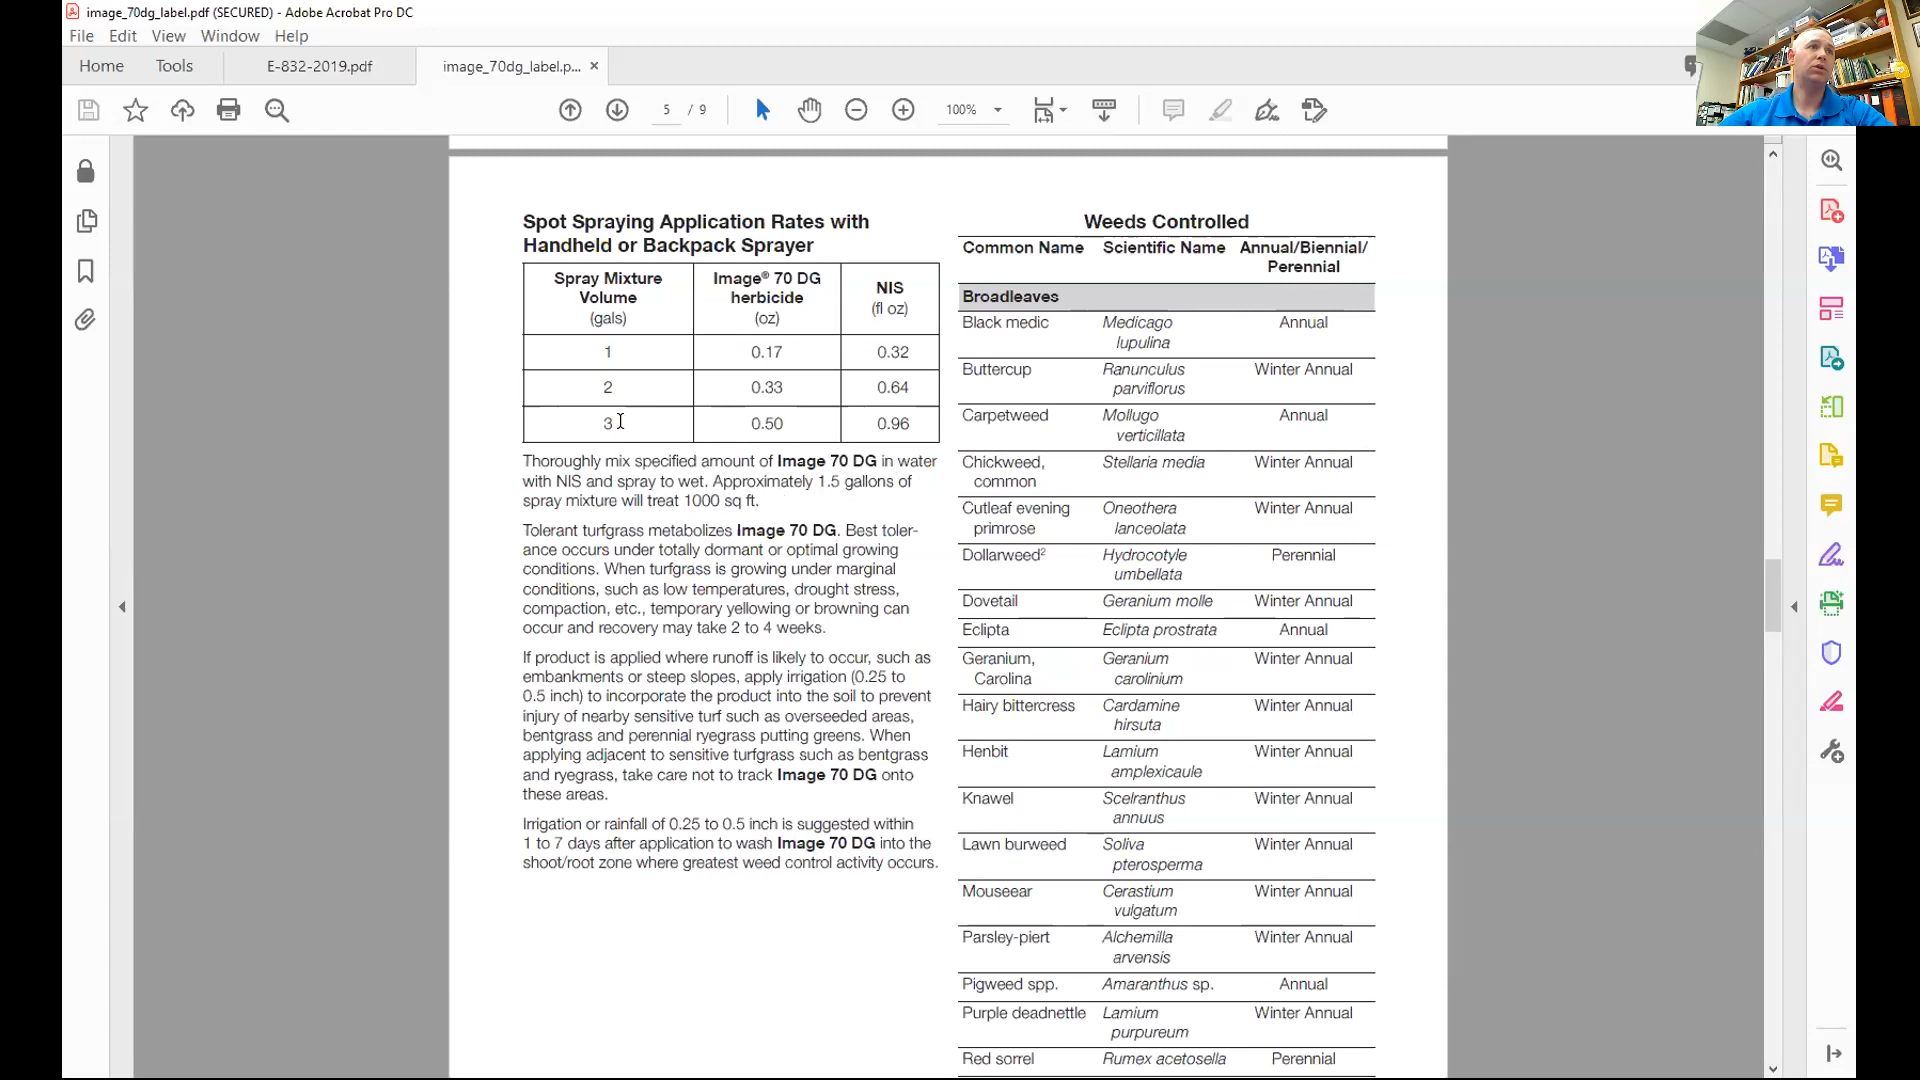 image_70dg_label.pdf (SECURED) - Adobe Acrobat Pro DC
File Edit View Window Help
Home Tools E-832-2019.pdf image_70dg_label.p... ×
5 / 9 100%
Spot Spraying Application Rates with
Handheld or Backpack Sprayer
Spray Mixture Volume (gals) Image® 70 DG herbicide (oz) NIS (fl oz)
1 0.17 0.32
2 0.33 0.64
3 0.50 0.96
Thoroughly mix specified amount of Image 70 DG in water
with NIS and spray to wet. Approximately 1.5 gallons of
spray mixture will treat 1000 sq ft.
Tolerant turfgrass metabolizes Image 70 DG. Best toler-
ance occurs under totally dormant or optimal growing
conditions. When turfgrass is growing under marginal
conditions, such as low temperatures, drought stress,
compaction, etc., temporary yellowing or browning can
occur and recovery may take 2 to 4 weeks.
If product is applied where runoff is likely to occur, such as
embankments or steep slopes, apply irrigation (0.25 to
0.5 inch) to incorporate the product into the soil to prevent
injury of nearby sensitive turf such as overseeded areas,
bentgrass and perennial ryegrass putting greens. When
applying adjacent to sensitive turfgrass such as bentgrass
and ryegrass, take care not to track Image 70 DG onto
these areas.
Irrigation or rainfall of 0.25 to 0.5 inch is suggested within
1 to 7 days after application to wash Image 70 DG into the
shoot/root zone where greatest weed control activity occurs.
Weeds Controlled
Common Name Scientific Name Annual/Biennial/
Perennial
Broadleaves
Black medic Medicago lupulina Annual
Buttercup Ranunculus parviflorus Winter Annual
Carpetweed Mollugo verticillata Annual
Chickweed, common Stellaria media Winter Annual
Cutleaf evening primrose Oneothera lanceolata Winter Annual
Dollarweed² Hydrocotyle umbellata Perennial
Dovetail Geranium molle Winter Annual
Eclipta Eclipta prostrata Annual
Geranium, Carolina Geranium carolinium Winter Annual
Hairy bittercress Cardamine hirsuta Winter Annual
Henbit Lamium amplexicaule Winter Annual
Knawel Scelranthus annuus Winter Annual
Lawn burweed Soliva pterosperma Winter Annual
Mouseear Cerastium vulgatum Winter Annual
Parsley-piert Alchemilla arvensis Winter Annual
Pigweed spp. Amaranthus sp. Annual
Purple deadnettle Lamium purpureum Winter Annual
Red sorrel Rumex acetosella Perennial